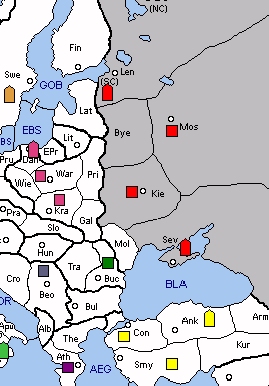 (NC)
Fin
Swe
Len
(SC)
GOB
Lat
EBS
BS
Lit
Bye
Mos
Pru
Dan
EPr
War
Pri
Wie
Kie
Kra
Pra
Gal
Slo
Mol
Sev
Hun
Tra
Cro
Beo
Buc
BLA
OR
Bul
Ank
Arm
Apu
Alb
Con
The
Kur
Ath
AEG
Smy